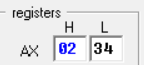 registers
H L
AX 02 34